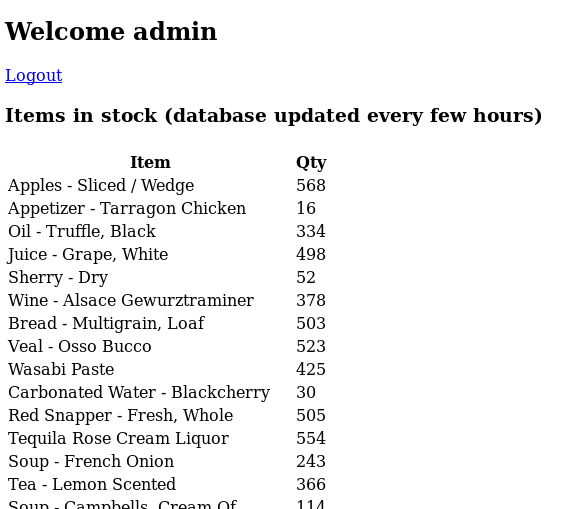 Welcome admin
Logout
Items in stock (database updated every few hours)
Item Qty
Apples - Sliced / Wedge 568
Appetizer - Tarragon Chicken 16
Oil - Truffle, Black 334
Juice - Grape, White 498
Sherry - Dry 52
Wine - Alsace Gewurztraminer 378
Bread - Multigrain, Loaf 503
Veal - Osso Bucco 523
Wasabi Paste 425
Carbonated Water - Blackcherry 30
Red Snapper - Fresh, Whole 505
Tequila Rose Cream Liquor 554
Soup - French Onion 243
Tea - Lemon Scented 366
Soup - Campbells, Cream Of 114